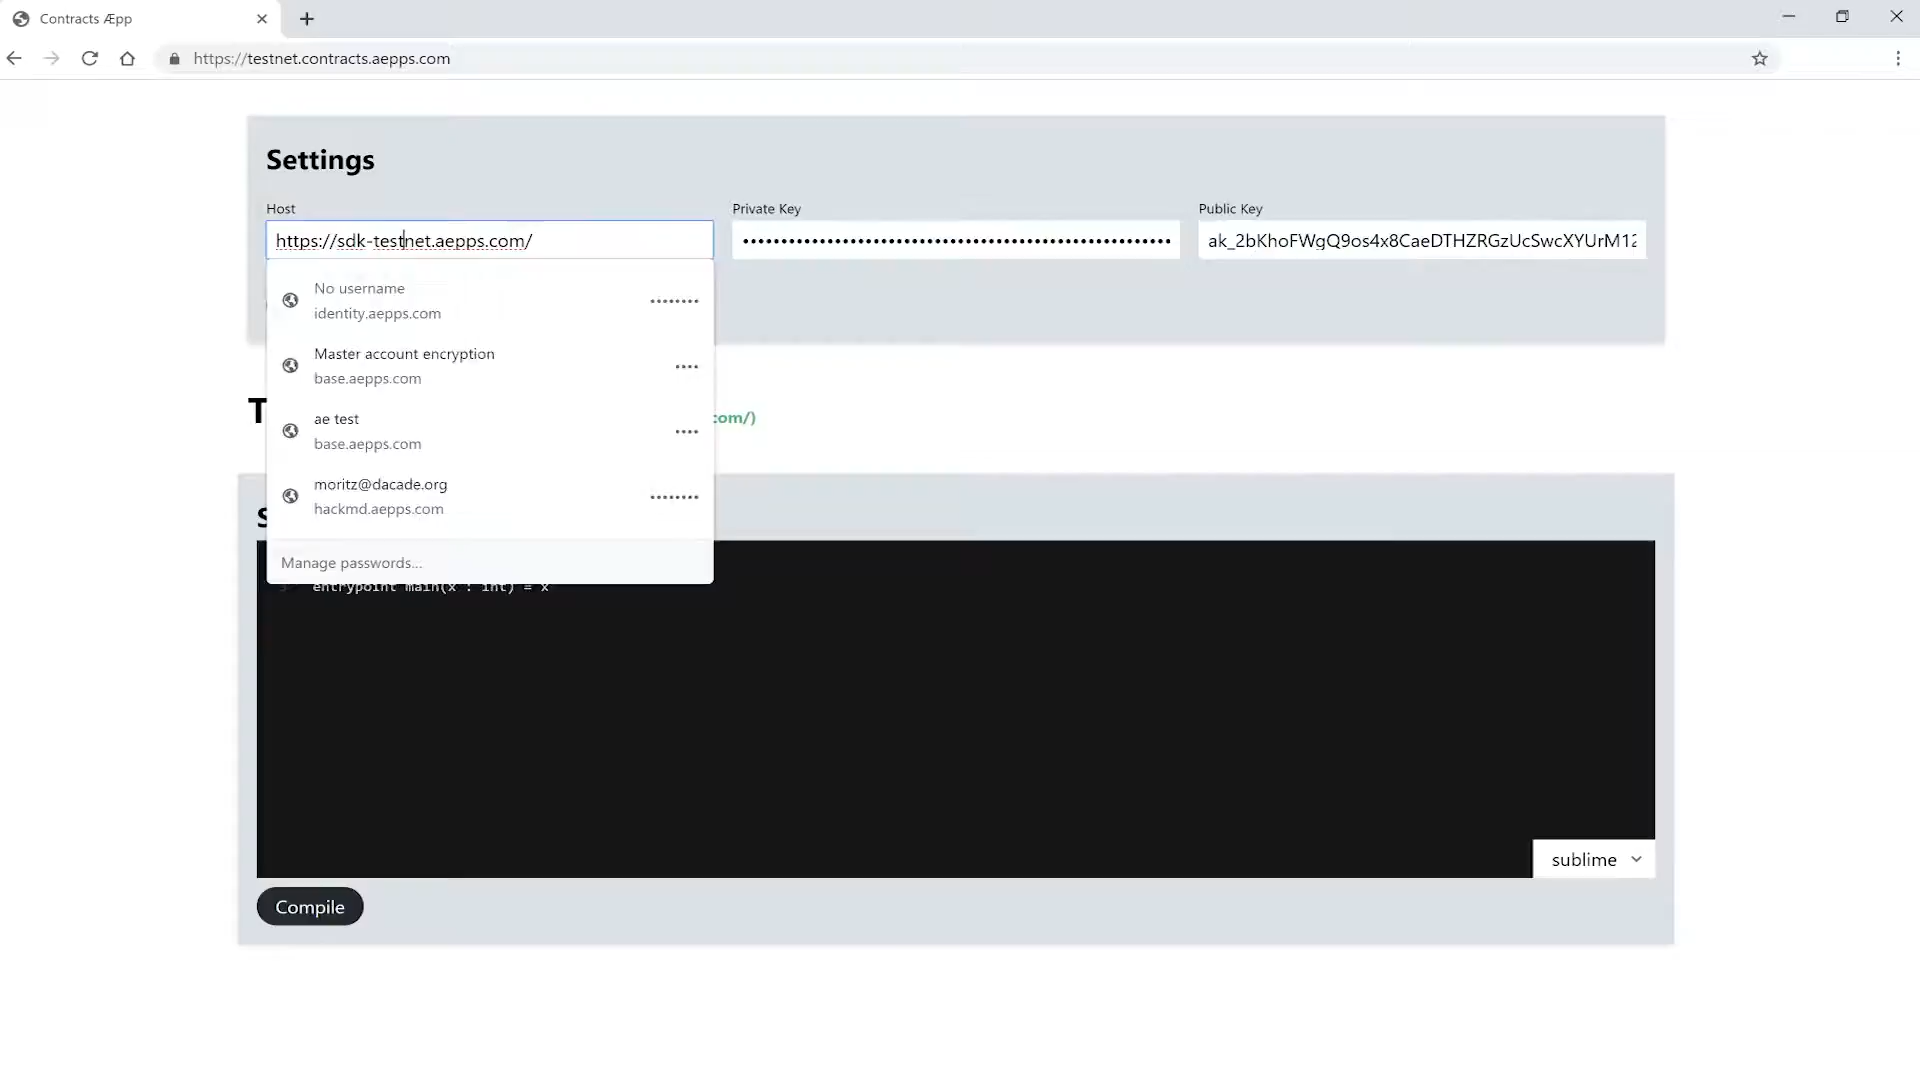 Contracts Æpp
https://testnet.contracts.aepps.com
Settings
Host
Private Key
Public Key
https://sdk-testnet.aepps.com/
••••••••••••••••••••••••••••••••••••••••••••••••••••••••
ak_2bKhoFWgQ9os4x8CaeDTHZRGzUcSwcXYUrM12
No username
identity.aepps.com
••••••••
Master account encryption
base.aepps.com
••••
T
com/)
ae test
base.aepps.com
••••
moritz@dacade.org
hackmd.aepps.com
••••••••
S
Manage passwords...
entrypoint main(x : int) = x
sublime
Compile